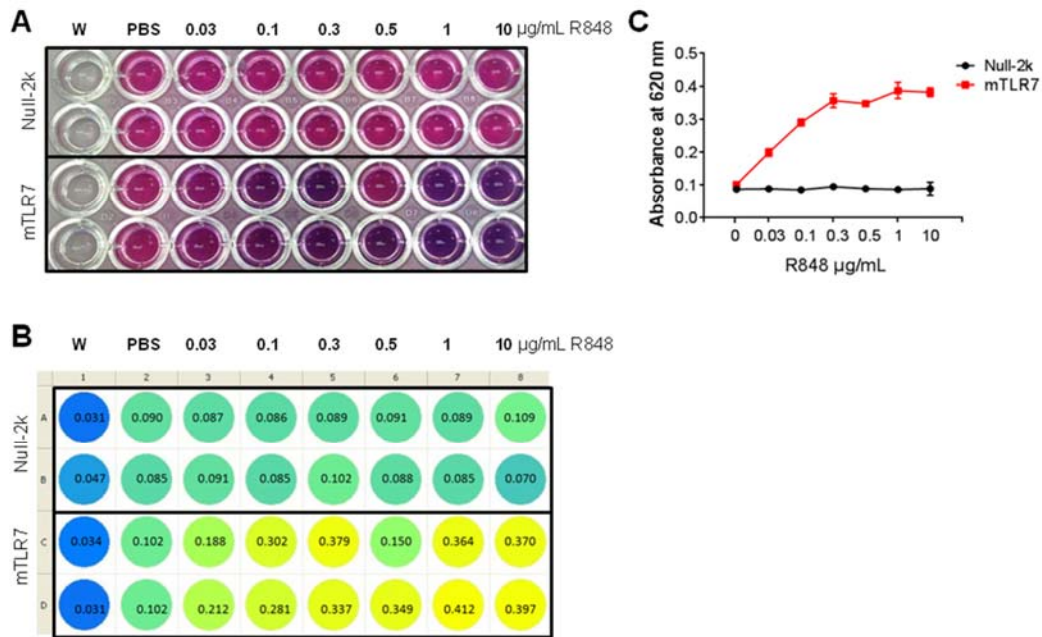 A
W PBS 0.03 0.1 0.3 0.5 1 10 µg/mL R848
Null-2k
mTLR7
C
Absorbance at 620 nm
0.5
0.4
0.3
0.2
0.1
0.0
0 0.03 0.1 0.3 0.5 1 10
R848 µg/mL
Null-2k
mTLR7
B
W PBS 0.03 0.1 0.3 0.5 1 10 µg/mL R848
1 2 3 4 5 6 7 8
Null-2k
A 0.031 0.090 0.087 0.086 0.089 0.091 0.089 0.109
B 0.047 0.085 0.091 0.085 0.102 0.088 0.085 0.070
mTLR7
C 0.034 0.102 0.188 0.302 0.379 0.150 0.364 0.370
D 0.031 0.102 0.212 0.281 0.337 0.349 0.412 0.397